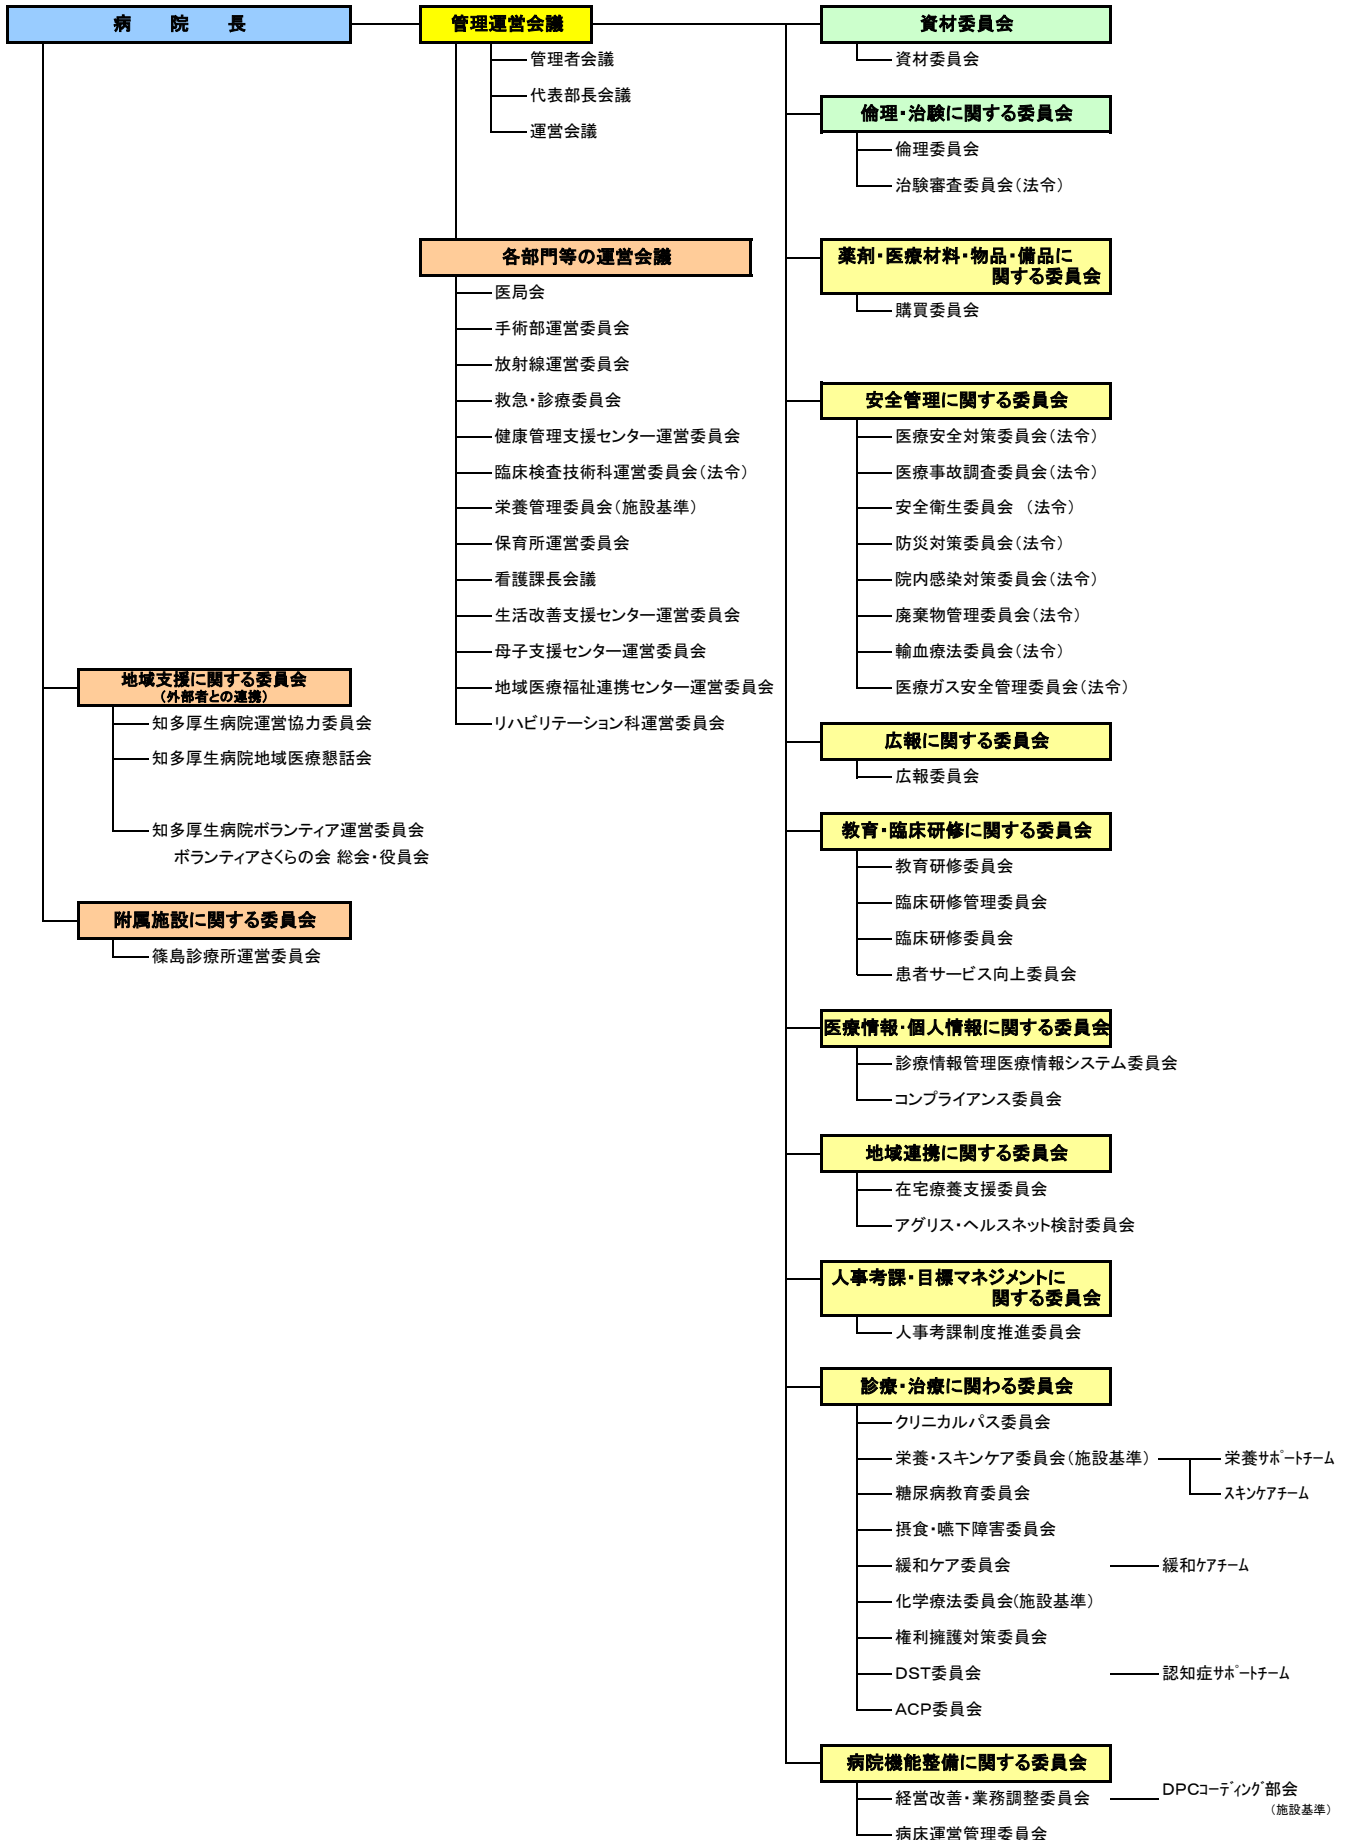 病　院　長
管理運営会議
管理者会議
代表部長会議
運営会議
各部門等の運営会議
医局会
手術部運営委員会
放射線運営委員会
救急・診療委員会
健康管理支援センター運営委員会
臨床検査技術科運営委員会（法令）
栄養管理委員会（施設基準）
保育所運営委員会
看護課長会議
生活改善支援センター運営委員会
母子支援センター運営委員会
地域医療福祉連携センター運営委員会
リハビリテーション科運営委員会
地域支援に関する委員会
（外部者との連携）
知多厚生病院運営協力委員会
知多厚生病院地域医療懇話会
知多厚生病院ボランティア運営委員会
ボランティアさくらの会 総会・役員会
附属施設に関する委員会
篠島診療所運営委員会
資材委員会
資材委員会
倫理・治験に関する委員会
倫理委員会
治験審査委員会（法令）
薬剤・医療材料・物品・備品に
関する委員会
購買委員会
安全管理に関する委員会
医療安全対策委員会（法令）
医療事故調査委員会（法令）
安全衛生委員会　（法令）
防災対策委員会（法令）
院内感染対策委員会（法令）
廃棄物管理委員会（法令）
輸血療法委員会（法令）
医療ガス安全管理委員会（法令）
広報に関する委員会
広報委員会
教育・臨床研修に関する委員会
教育研修委員会
臨床研修管理委員会
臨床研修委員会
患者サービス向上委員会
医療情報・個人情報に関する委員会
診療情報管理医療情報システム委員会
コンプライアンス委員会
地域連携に関する委員会
在宅療養支援委員会
アグリス・ヘルスネット検討委員会
人事考課・目標マネジメントに
関する委員会
人事考課制度推進委員会
診療・治療に関わる委員会
クリニカルパス委員会
栄養・スキンケア委員会（施設基準）
栄養ｻﾎﾟｰﾄﾁｰﾑ
ｽｷﾝｹｱﾁｰﾑ
糖尿病教育委員会
摂食・嚥下障害委員会
緩和ケア委員会
緩和ｹｱﾁｰﾑ
化学療法委員会(施設基準）
権利擁護対策委員会
DST委員会
認知症ｻﾎﾟｰﾄﾁｰﾑ
ACP委員会
病院機能整備に関する委員会
経営改善・業務調整委員会
DPCｺｰﾃﾞｨﾝｸﾞ部会
（施設基準）
病床運営管理委員会